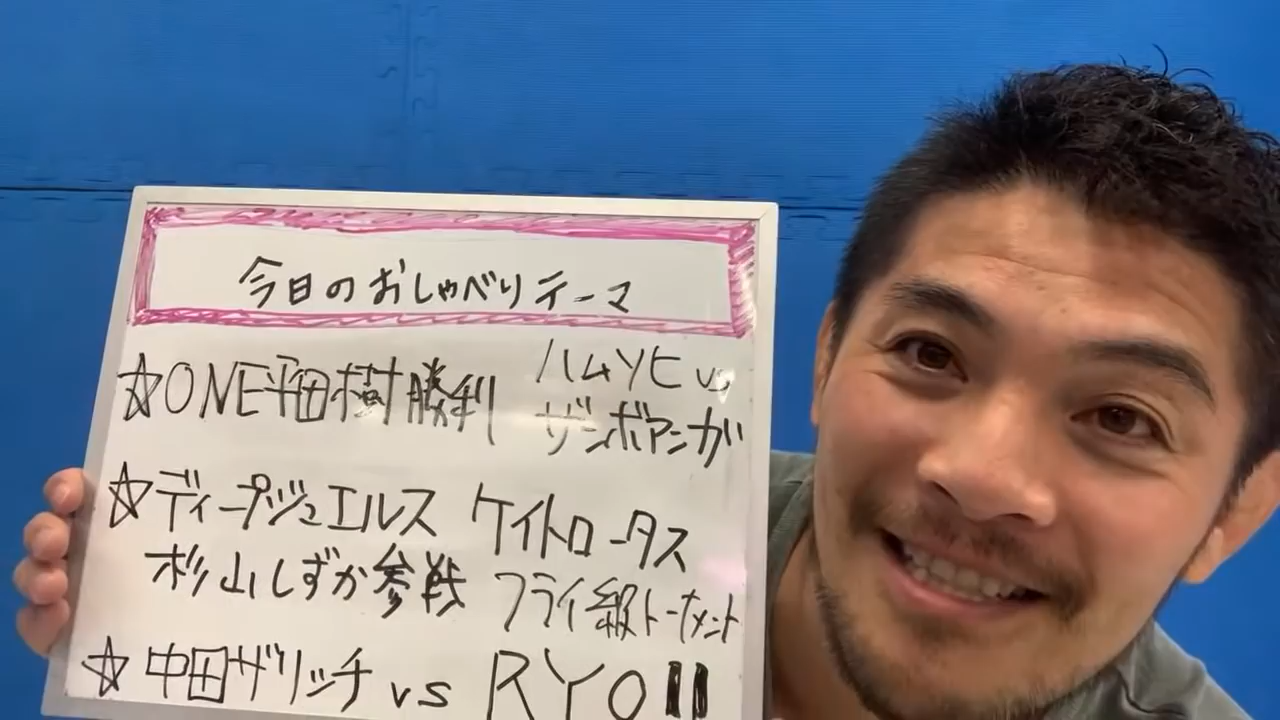 今日のおしゃべりテーマ
☆ONE平田樹勝利 ハムソヒvs
ザンボアンガ
☆ディープジュエルス ケイトロータス
杉山しずか参戦 フライ級トーナメント
☆中田ザリッチvs RYO!!